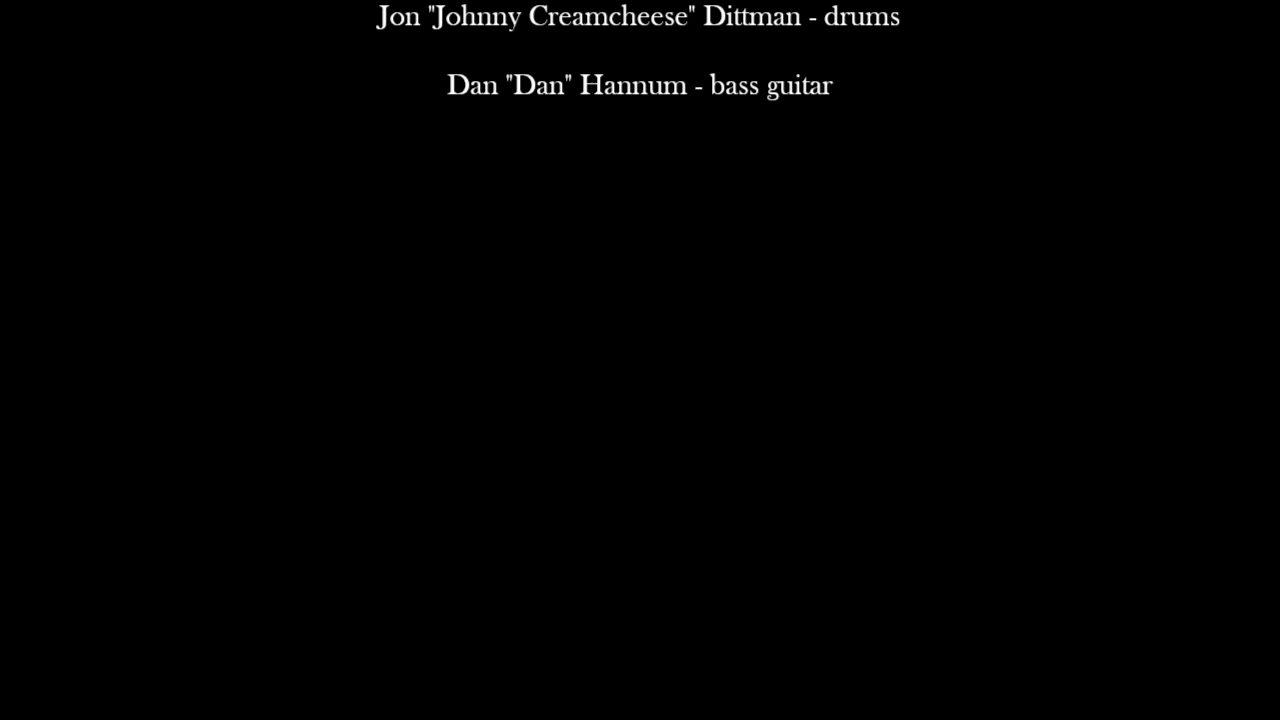 Jon "Johnny Creamcheese" Dittman - drums
Dan "Dan" Hannum - bass guitar